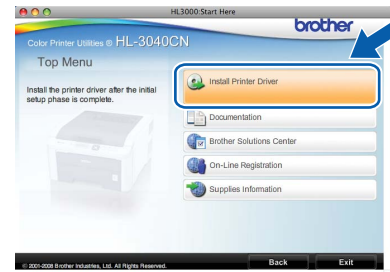 HL3000:Start Here
brother
Color Printer Utilities ® HL-3040CN
Top Menu
Install the printer driver after the initial
setup phase is complete.
Install Printer Driver
Documentation
Brother Solutions Center
On-Line Registration
Supplies Information
© 2001-2008 Brother Industries, Ltd. All Rights Reserved.
Back
Exit